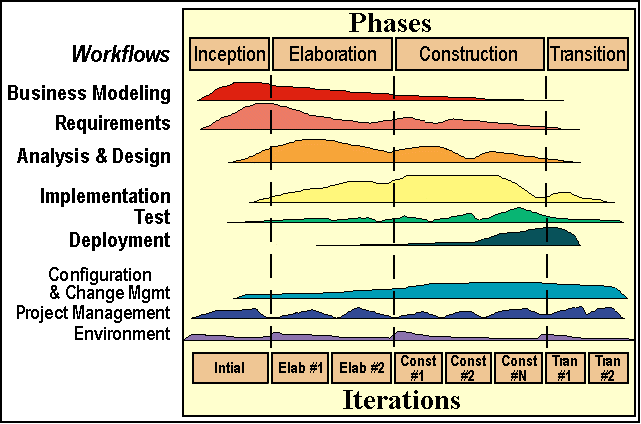 Phases
Workflows
Inception
Elaboration
Construction
Transition
Business Modeling
Requirements
Analysis & Design
Implementation
Test
Deployment
Configuration
& Change Mgmt
Project Management
Environment
Intial
Elab #1
Elab #2
Const
#1
Const
#2
Const
#N
Tran
#1
Tran
#2
Iterations